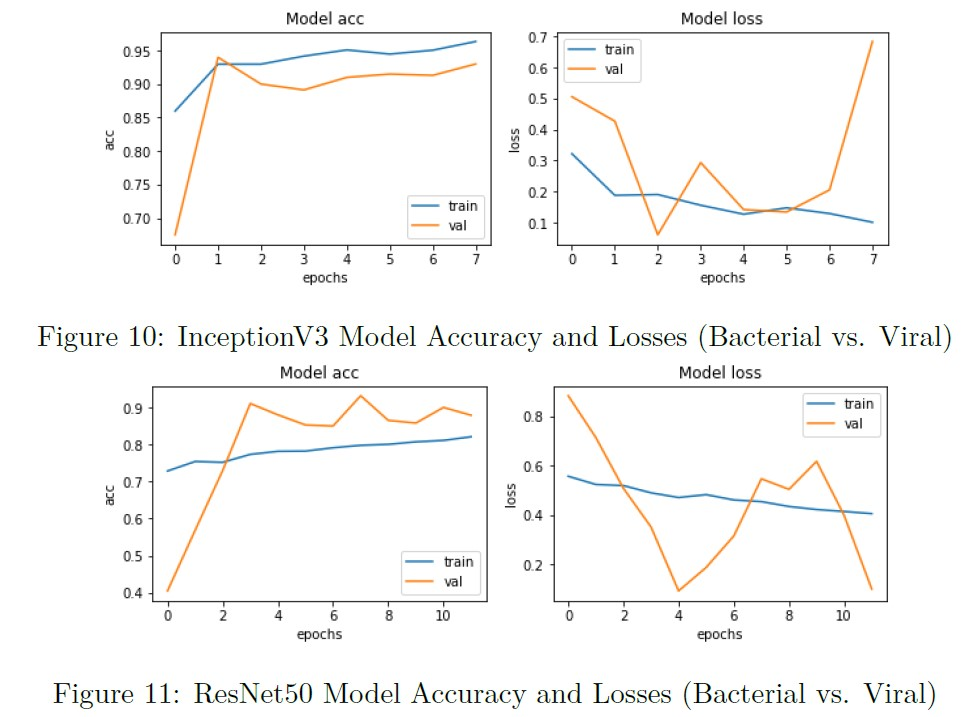 Model acc
Model loss
0.95
0.90
0.85
0.80
0.75
0.70
acc
train
val
0 1 2 3 4 5 6 7
epochs
0.7
0.6
0.5
0.4
0.3
0.2
0.1
loss
train
val
0 1 2 3 4 5 6 7
epochs
Figure 10: InceptionV3 Model Accuracy and Losses (Bacterial vs. Viral)
Model acc
Model loss
0.9
0.8
0.7
0.6
0.5
0.4
acc
train
val
0 2 4 6 8 10
epochs
0.8
0.6
0.4
0.2
loss
train
val
0 2 4 6 8 10
epochs
Figure 11: ResNet50 Model Accuracy and Losses (Bacterial vs. Viral)